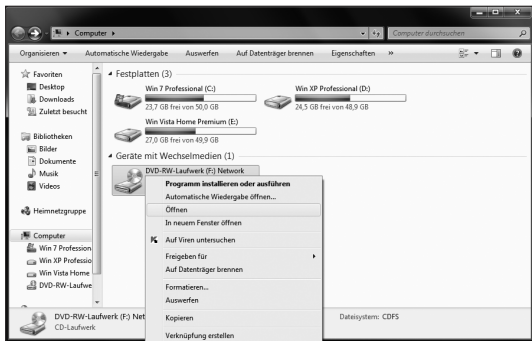 Computer
Computer durchsuchen
Organisieren
Automatische Wiedergabe
Auswerfen
Auf Datenträger brennen
Eigenschaften
»
Favoriten
Desktop
Downloads
Zuletzt besucht
Bibliotheken
Bilder
Dokumente
Musik
Videos
Heimnetzgruppe
Computer
Win 7 Profession
Win XP Professio
Win Vista Home
DVD-RW-Laufwe
Festplatten (3)
Win 7 Professional (C:)
23,7 GB frei von 50,0 GB
Win XP Professional (D:)
24,5 GB frei von 48,9 GB
Win Vista Home Premium (E:)
27,0 GB frei von 49,9 GB
Geräte mit Wechselmedien (1)
DVD-RW-Laufwerk (F:) Network
Programm installieren oder ausführen
Automatische Wiedergabe öffnen...
Öffnen
In neuem Fenster öffnen
Auf Viren untersuchen
Freigeben für
Auf Datenträger brennen
Formatieren...
Auswerfen
Kopieren
Verknüpfung erstellen
DVD-RW-Laufwerk (F:) Net
CD-Laufwerk
Dateisystem: CDFS